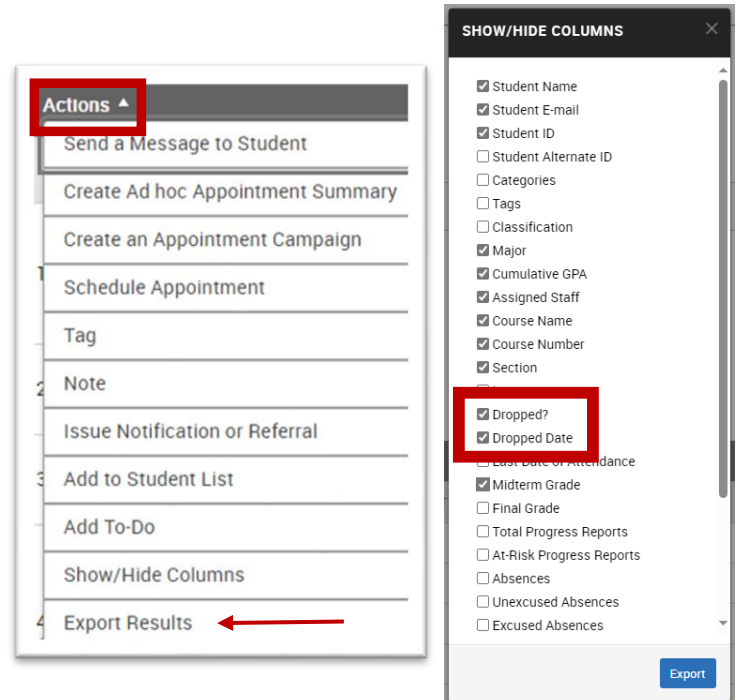 Actions
Send a Message to Student
Create Ad hoc Appointment Summary
Create an Appointment Campaign
1
Schedule Appointment
Tag
2
Note
Issue Notification or Referral
3
Add to Student List
Add To-Do
Show/Hide Columns
4
Export Results
SHOW/HIDE COLUMNS
Student Name
Student E-mail
Student ID
Student Alternate ID
Categories
Tags
Classification
Major
Cumulative GPA
Assigned Staff
Course Name
Course Number
Section
Dropped?
Dropped Date
Last Date of Attendance
Midterm Grade
Final Grade
Total Progress Reports
At-Risk Progress Reports
Absences
Unexcused Absences
Excused Absences
Export